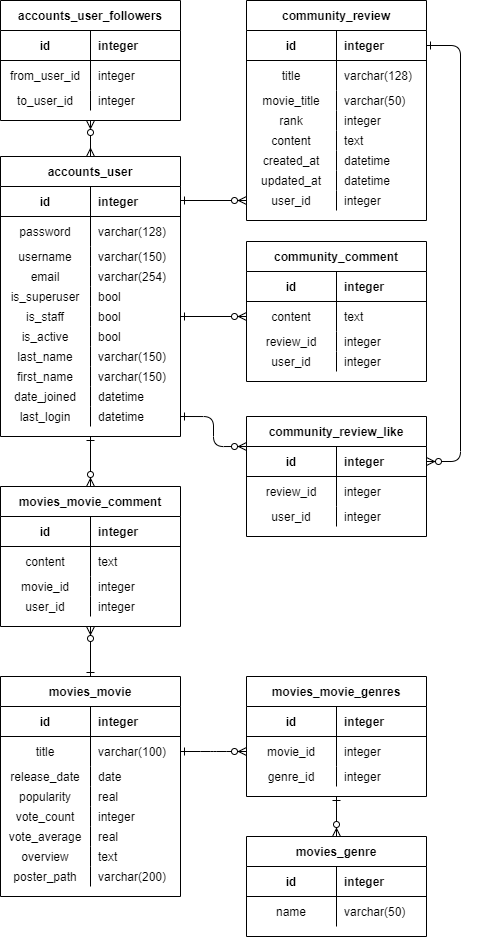 accounts_user_followers
id integer
from_user_id integer
to_user_id integer
community_review
id integer
title varchar(128)
movie_title varchar(50)
rank integer
content text
created_at datetime
updated_at datetime
user_id integer
accounts_user
id integer
password varchar(128)
username varchar(150)
email varchar(254)
is_superuser bool
is_staff bool
is_active bool
last_name varchar(150)
first_name varchar(150)
date_joined datetime
last_login datetime
community_comment
id integer
content text
review_id integer
user_id integer
community_review_like
id integer
review_id integer
user_id integer
movies_movie_comment
id integer
content text
movie_id integer
user_id integer
movies_movie
id integer
title varchar(100)
release_date date
popularity real
vote_count integer
vote_average real
overview text
poster_path varchar(200)
movies_movie_genres
id integer
movie_id integer
genre_id integer
movies_genre
id integer
name varchar(50)